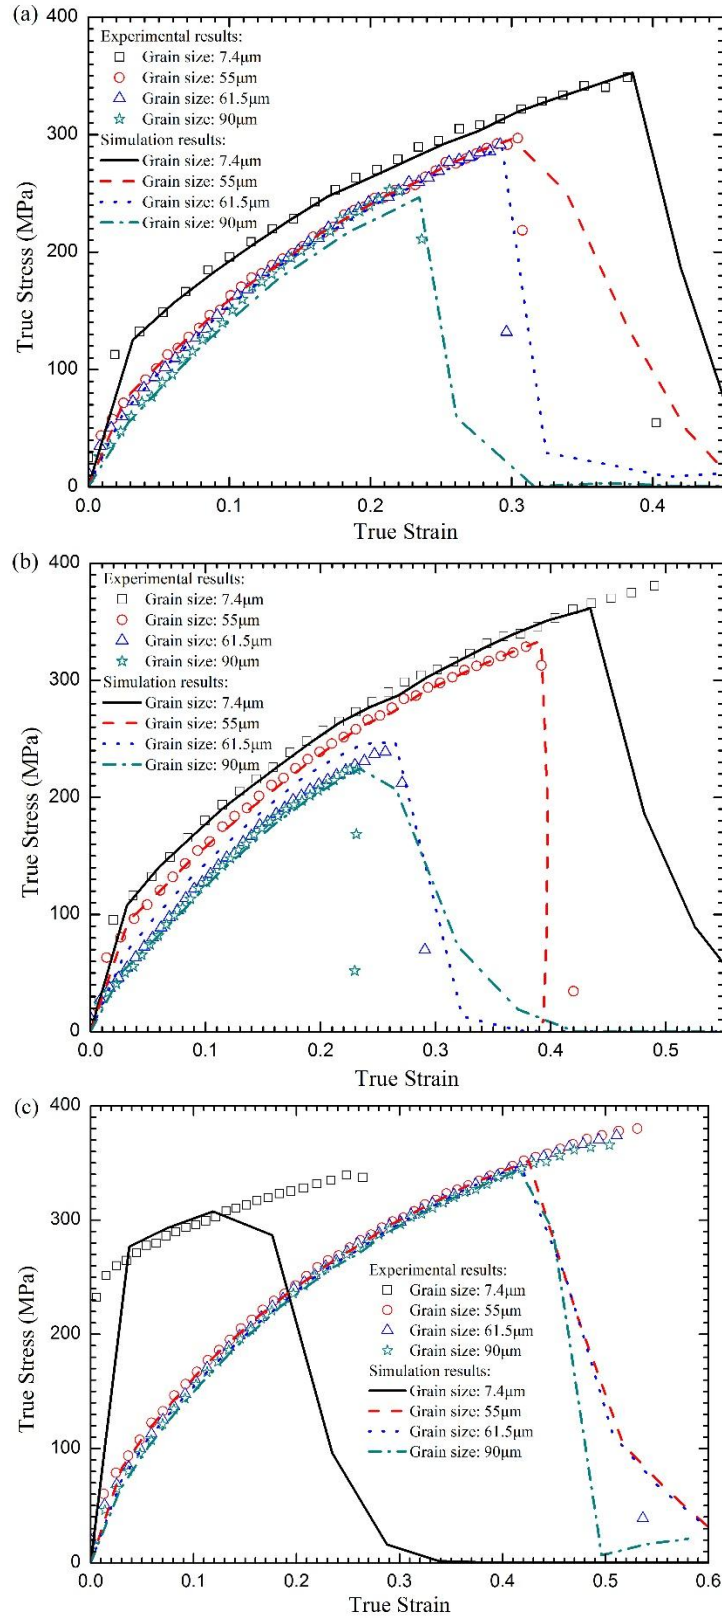 (a)
400
300
200
100
0
True Stress (MPa)
Experimental results:
Grain size: 7.4μm
Grain size: 55μm
Grain size: 61.5μm
Grain size: 90μm
Simulation results:
Grain size: 7.4μm
Grain size: 55μm
Grain size: 61.5μm
Grain size: 90μm
0.0 0.1 0.2 0.3 0.4
True Strain
(b)
400
300
200
100
0
True Stress (MPa)
Experimental results:
Grain size: 7.4μm
Grain size: 55μm
Grain size: 61.5μm
Grain size: 90μm
Simulation results:
Grain size: 7.4μm
Grain size: 55μm
Grain size: 61.5μm
Grain size: 90μm
0.0 0.1 0.2 0.3 0.4 0.5
True Strain
(c)
400
300
200
100
0
True Stress (MPa)
Experimental results:
Grain size: 7.4μm
Grain size: 55μm
Grain size: 61.5μm
Grain size: 90μm
Simulation results:
Grain size: 7.4μm
Grain size: 55μm
Grain size: 61.5μm
Grain size: 90μm
0.0 0.1 0.2 0.3 0.4 0.5 0.6
True Strain